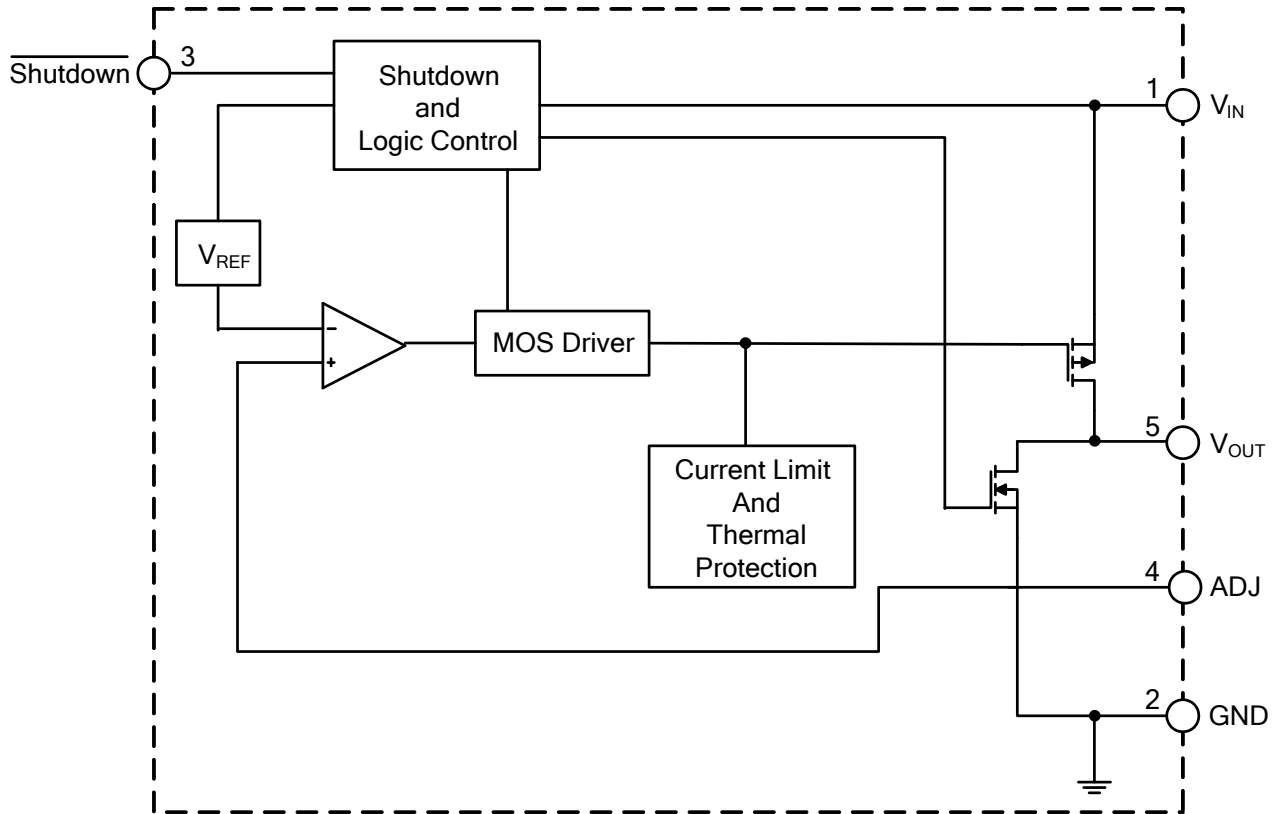 Shutdown
3
Shutdown
and
Logic Control
1
VIN
VREF
−
+
MOS Driver
5
VOUT
Current Limit
And
Thermal
Protection
4
ADJ
2
GND